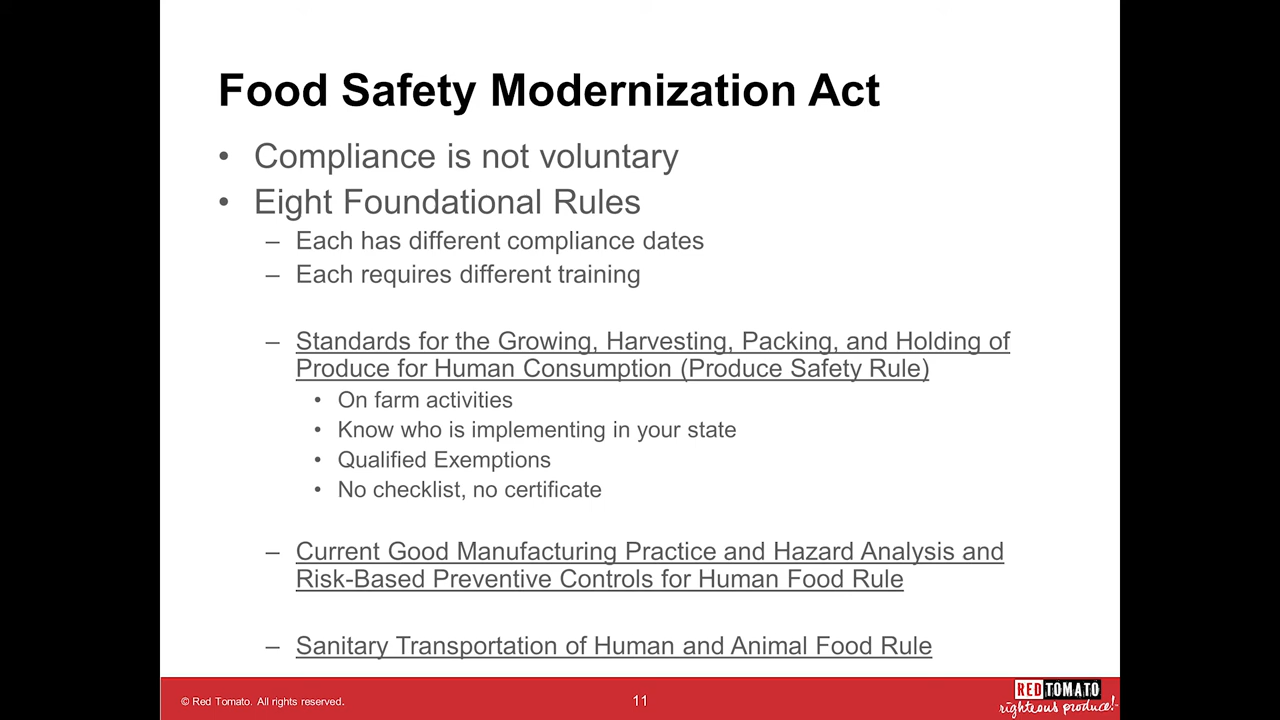 Food Safety Modernization Act
• Compliance is not voluntary
• Eight Foundational Rules
– Each has different compliance dates
– Each requires different training
– Standards for the Growing, Harvesting, Packing, and Holding of
Produce for Human Consumption (Produce Safety Rule)
• On farm activities
• Know who is implementing in your state
• Qualified Exemptions
• No checklist, no certificate
– Current Good Manufacturing Practice and Hazard Analysis and
Risk-Based Preventive Controls for Human Food Rule
– Sanitary Transportation of Human and Animal Food Rule
© Red Tomato. All rights reserved.
11
RED TOMATO
righteous produce!